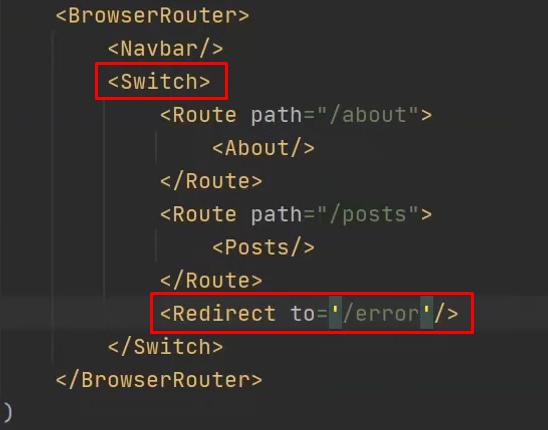 <BrowserRouter>
<Navbar/>
<Switch>
<Route path="/about">
<About/>
</Route>
<Route path="/posts">
<Posts/>
</Route>
<Redirect to='/error'/>
</Switch>
</BrowserRouter>
)